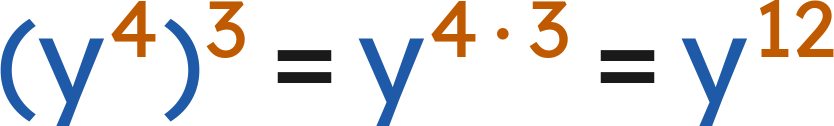 (y⁴)³ = y⁴ · ³ = y¹²